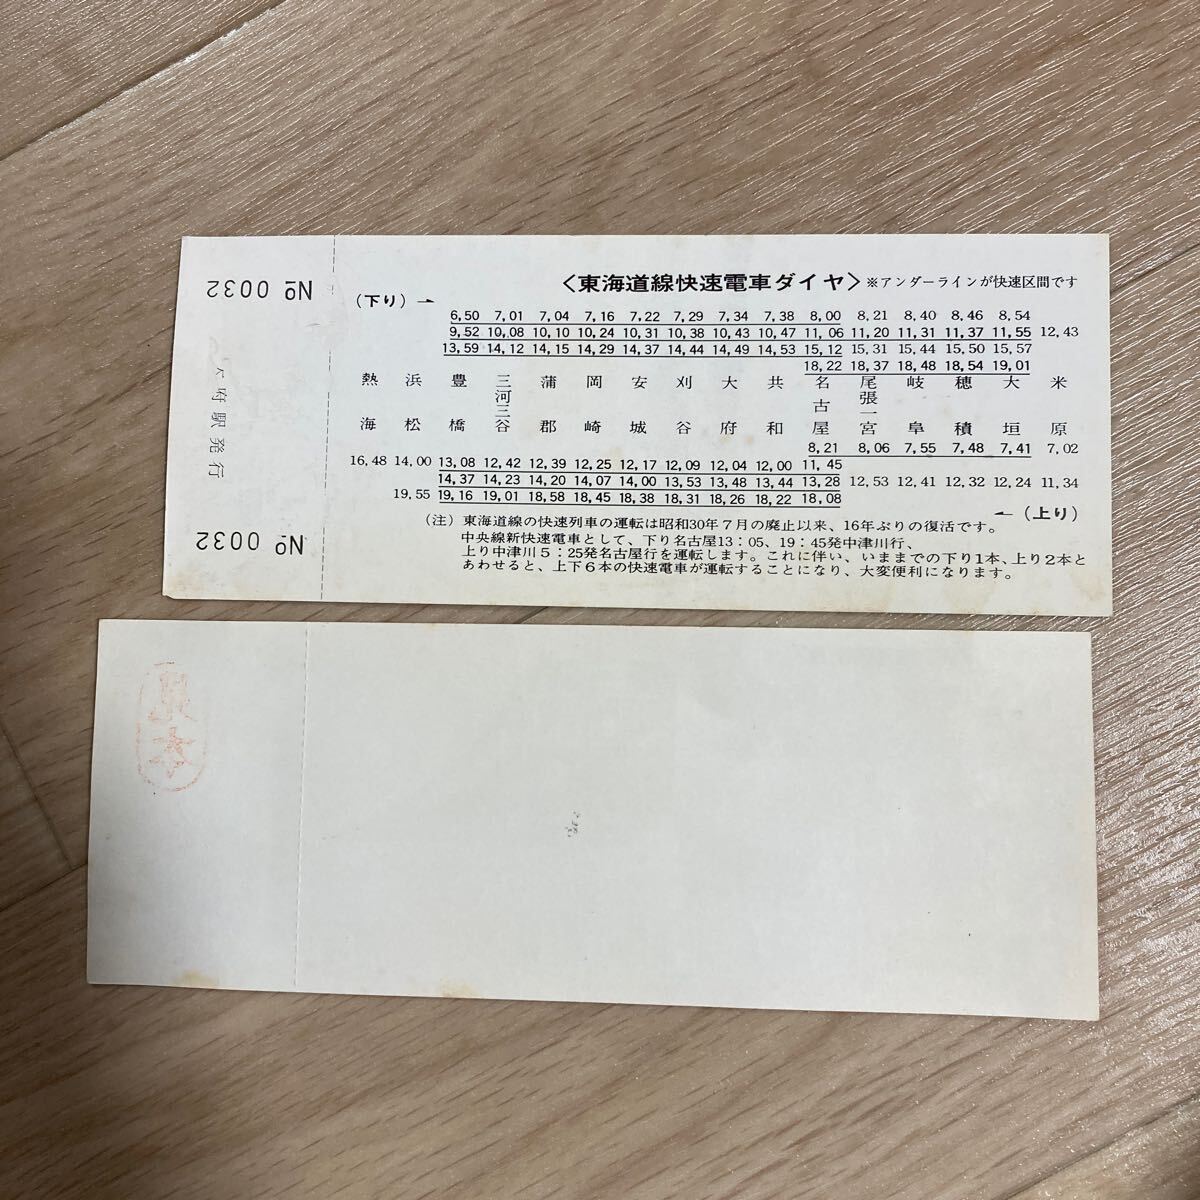 〈東海道線快速電車ダイヤ〉 ※アンダーラインが快速区間です
(下り)→
6,50 7,01 7,04 7,16 7,22 7,29 7,34 7,38 8,00 8,21 8,40 8,46 8,54
9,52 10,08 10,10 10,24 10,31 10,38 10,43 10,47 11,06 11,20 11,31 11,37 11,55 12,43
13,59 14,12 14,15 14,29 14,37 14,44 14,49 14,53 15,12 15,31 15,44 15,50 15,57
18,22 18,37 18,48 18,54 19,01
熱海 浜松 豊橋 三河三谷 蒲郡 岡崎 安城 刈谷 大府 共和 名古屋 尾張一宮 岐阜 穂積 大垣 米原
8,21 8,06 7,55 7,48 7,41 7,02
16,48 14,00 13,08 12,42 12,39 12,25 12,17 12,09 12,04 12,00 11,45
14,37 14,23 14,20 14,07 14,00 13,53 13,48 13,44 13,28 12,53 12,41 12,32 12,24 11,34
19,55 19,16 19,01 18,58 18,45 18,38 18,31 18,26 18,22 18,08
←(上り)
(注) 東海道線の快速列車の運転は昭和30年7月の廃止以来、16年ぶりの復活です。
中央線新快速電車として、下り名古屋13:05、19:45発中津川行、
上り中津川5:25発名古屋行を運転します。これに伴い、いままでの下り1本、上り2本と
あわせると、上下6本の快速電車が運転することになり、大変便利になります。
№ 0032
府駅発行
№ 0032